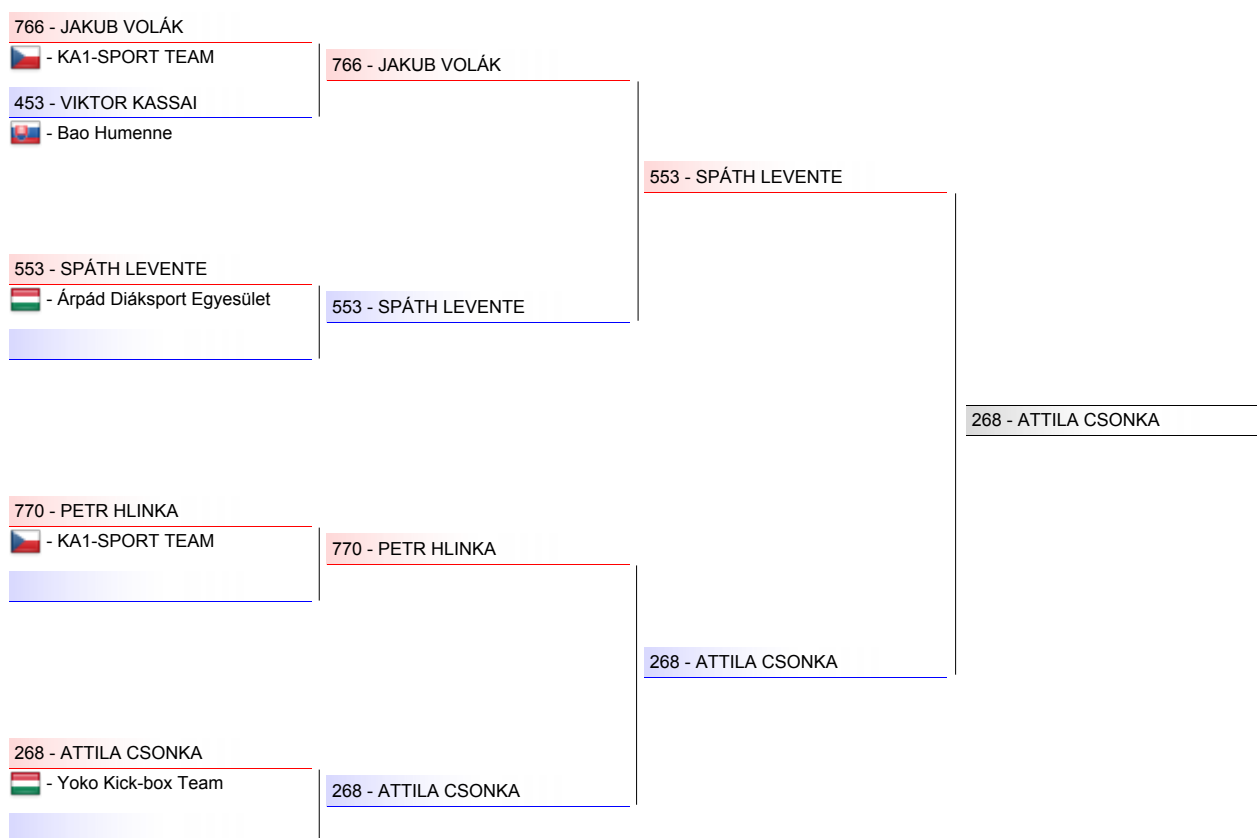 766 - JAKUB VOLÁK
- KA1-SPORT TEAM
453 - VIKTOR KASSAI
- Bao Humenne
553 - SPÁTH LEVENTE
- Árpád Diáksport Egyesület
770 - PETR HLINKA
- KA1-SPORT TEAM
268 - ATTILA CSONKA
- Yoko Kick-box Team
766 - JAKUB VOLÁK
553 - SPÁTH LEVENTE
770 - PETR HLINKA
268 - ATTILA CSONKA
553 - SPÁTH LEVENTE
268 - ATTILA CSONKA
268 - ATTILA CSONKA